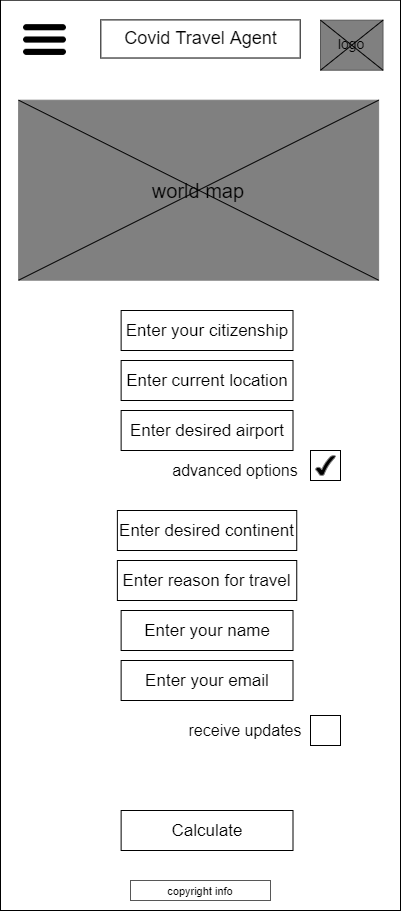 Covid Travel Agent
logo
world map
Enter your citizenship
Enter current location
Enter desired airport
advanced options
Enter desired continent
Enter reason for travel
Enter your name
Enter your email
receive updates
Calculate
copyright info